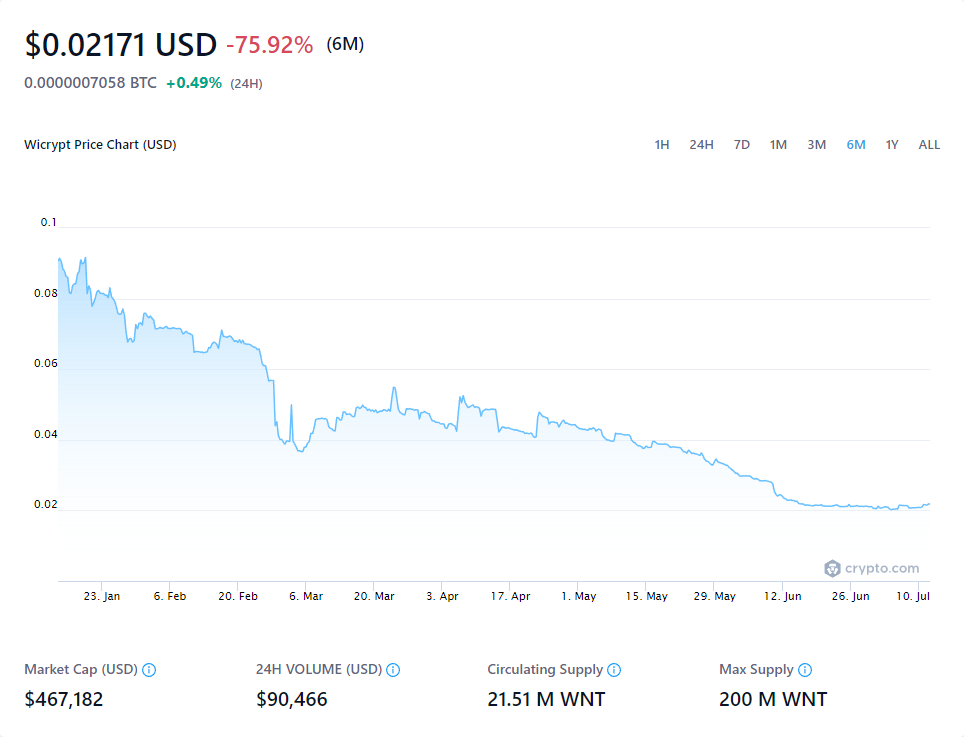 $0.02171 USD -75.92% (6M)
0.0000007058 BTC +0.49% (24H)
Wicrypt Price Chart (USD) 1H 24H 7D 1M 3M 6M 1Y ALL
0.1
0.08
0.06
0.04
0.02
crypto.com
23. Jan 6. Feb 20. Feb 6. Mar 20. Mar 3. Apr 17. Apr 1. May 15. May 29. May 12. Jun 26. Jun 10. Jul
Market Cap (USD) 24H VOLUME (USD) Circulating Supply Max Supply
$467,182 $90,466 21.51 M WNT 200 M WNT